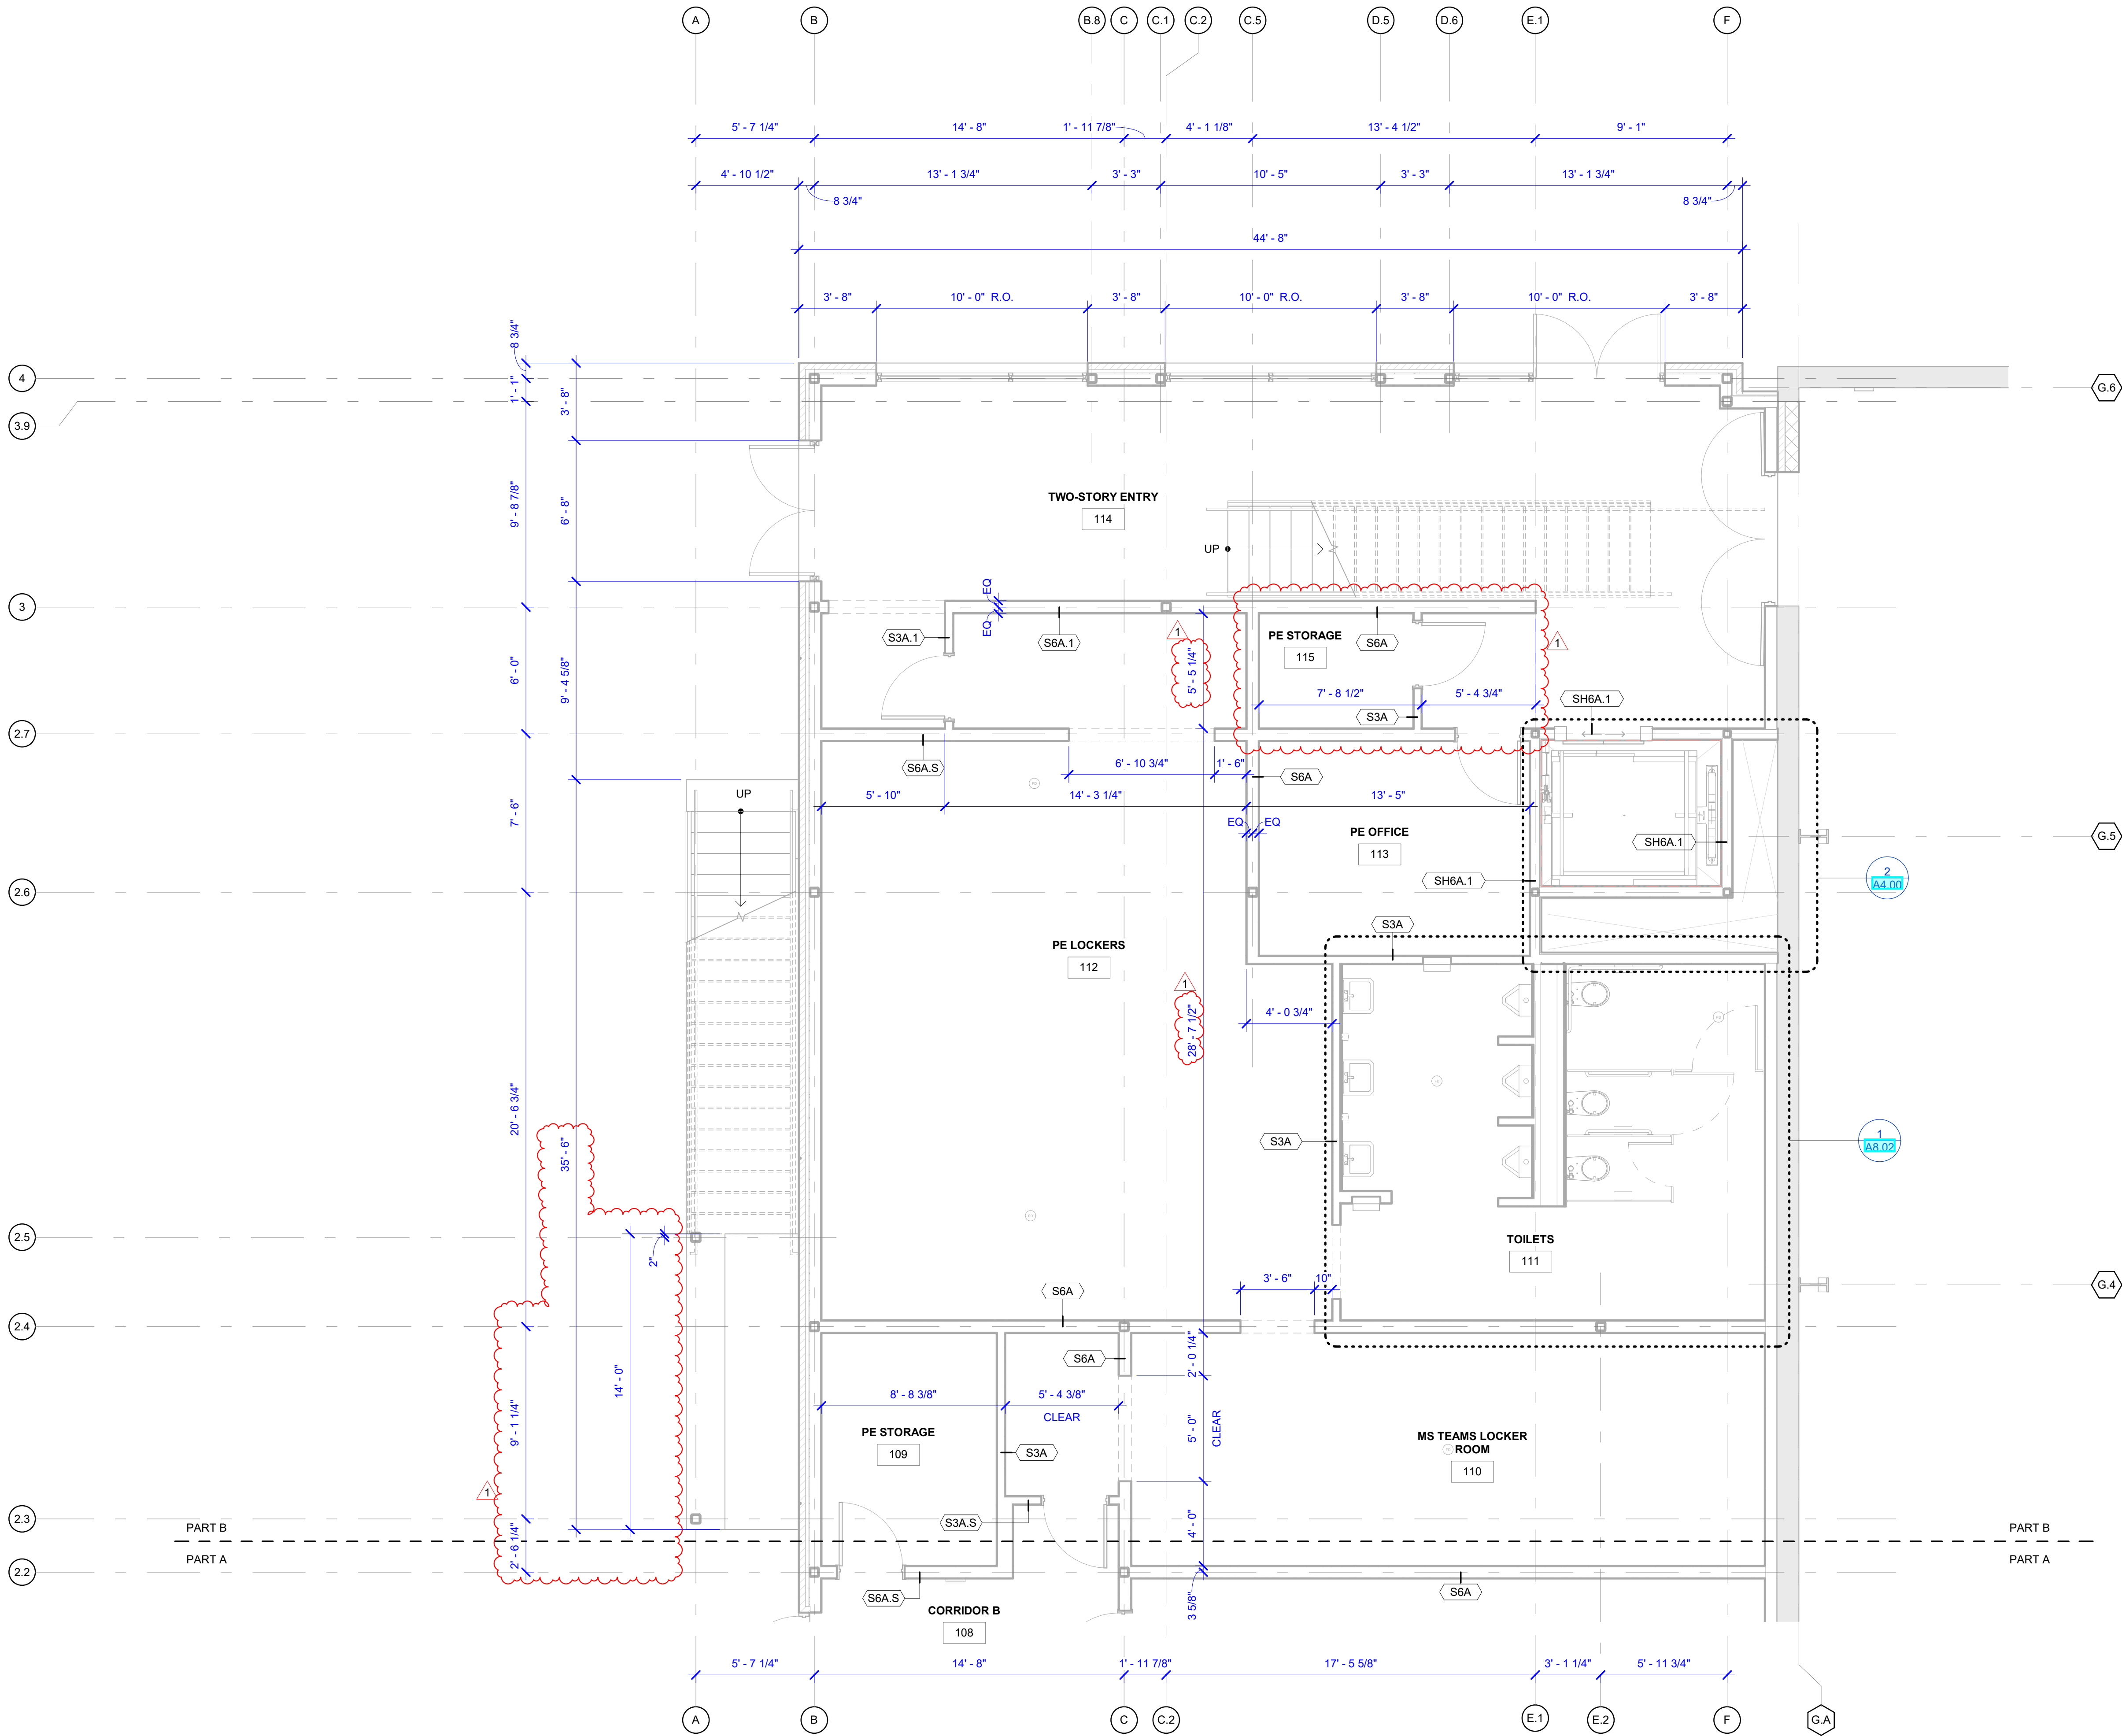 A B B.8 C C.1 C.2 C.5 D.5 D.6 E.1 F
5' - 7 1/4" 14' - 8" 1' - 11 7/8" 4' - 1 1/8" 13' - 4 1/2" 9' - 1"
4' - 10 1/2" 13' - 1 3/4" 3' - 3" 10' - 5" 3' - 3" 13' - 1 3/4"
8 3/4" 8 3/4"
44' - 8"
3' - 8" 10' - 0" R.O. 3' - 8" 10' - 0" R.O. 3' - 8" 10' - 0" R.O. 3' - 8"
8 3/4"
4
1' - 1"
3' - 8"
G.6
3.9
9' - 8 7/8"
6' - 8"
TWO-STORY ENTRY
114
UP
3
EQ
EQ
S3A.1
S6A.1
1
5' - 5 1/4"
PE STORAGE
115
S6A
1
6' - 0"
9' - 4 5/8"
7' - 8 1/2" 5' - 4 3/4"
S3A
SH6A.1
2.7
S6A.S
6' - 10 3/4" 1' - 6"
S6A
UP
5' - 10" 14' - 3 1/4" 13' - 5"
7' - 6"
EQ EQ
PE OFFICE
113
SH6A.1
G.5
SH6A.1
2
A4.00
2.6
S3A
PE LOCKERS
112
1
28' - 7 1/2"
4' - 0 3/4"
20' - 6 3/4"
35' - 6"
S3A
1
A8.02
2.5
2"
TOILETS
111
3' - 6" 10"
G.4
S6A
2.4
2' - 0 1/4"
S6A
14' - 0"
8' - 8 3/8" 5' - 4 3/8"
CLEAR
5' - 0"
CLEAR
9' - 1 1/4"
PE STORAGE
109
S3A
MS TEAMS LOCKER
ROOM
110
1
2.3
S3A.S
4' - 0"
PART B PART B
PART A PART A
2' - 6 1/4"
2.2
S6A.S
3 5/8"
S6A
CORRIDOR B
108
5' - 7 1/4" 14' - 8" 1' - 11 7/8" 17' - 5 5/8" 3' - 1 1/4" 5' - 11 3/4"
A B C C.2 E.1 E.2 F G.A